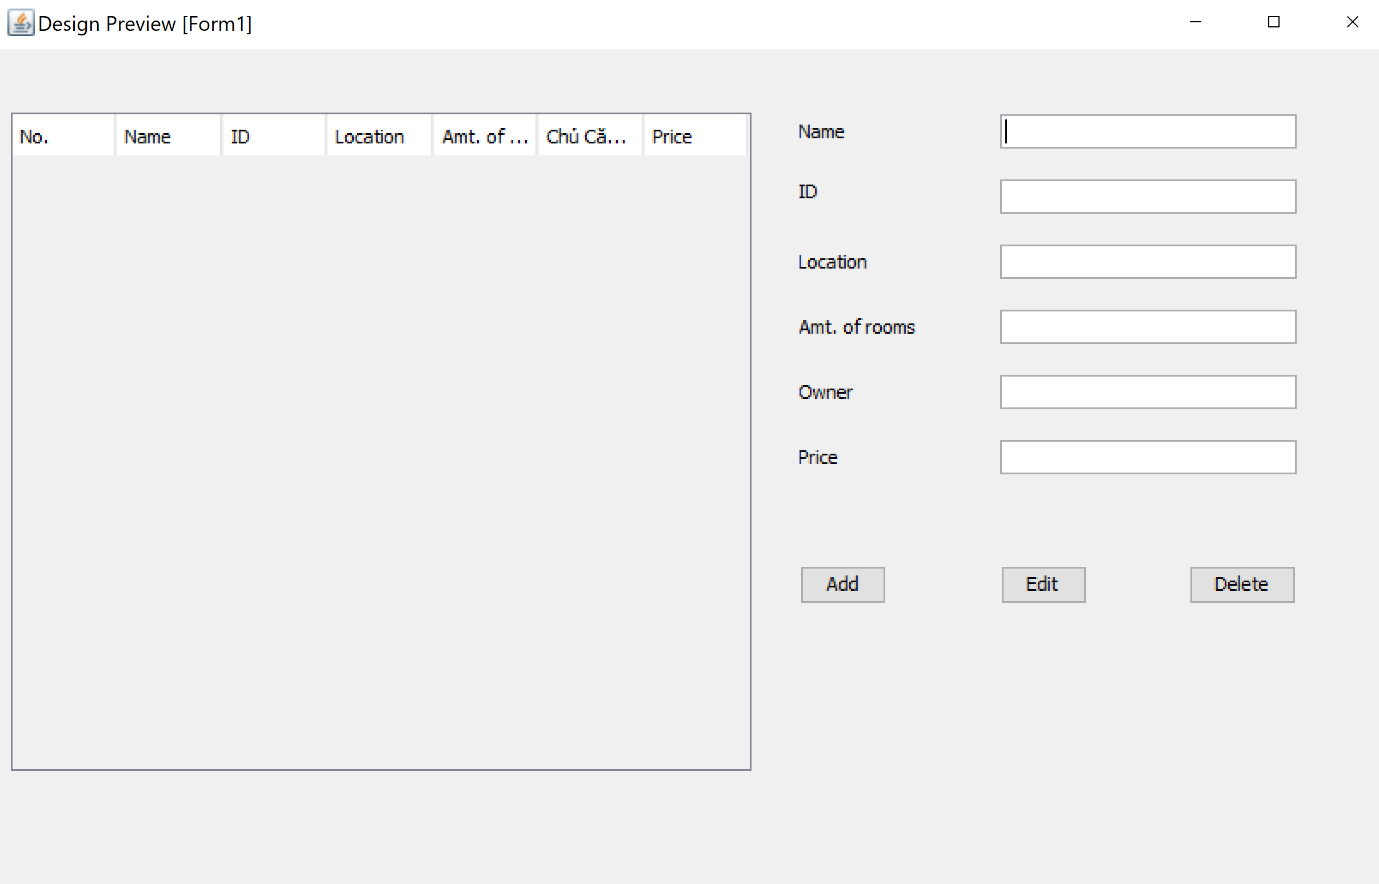 Design Preview [Form1]
No. Name ID Location Amt. of ... Chủ Că... Price
Name
ID
Location
Amt. of rooms
Owner
Price
Add Edit Delete